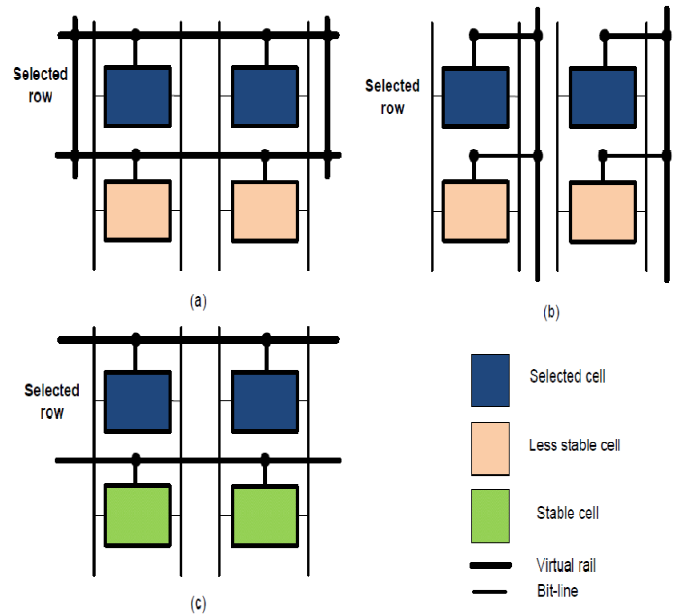 Selected
row
(a)
Selected
row
(b)
Selected
row
(c)
Selected cell
Less stable cell
Stable cell
Virtual rail
Bit-line